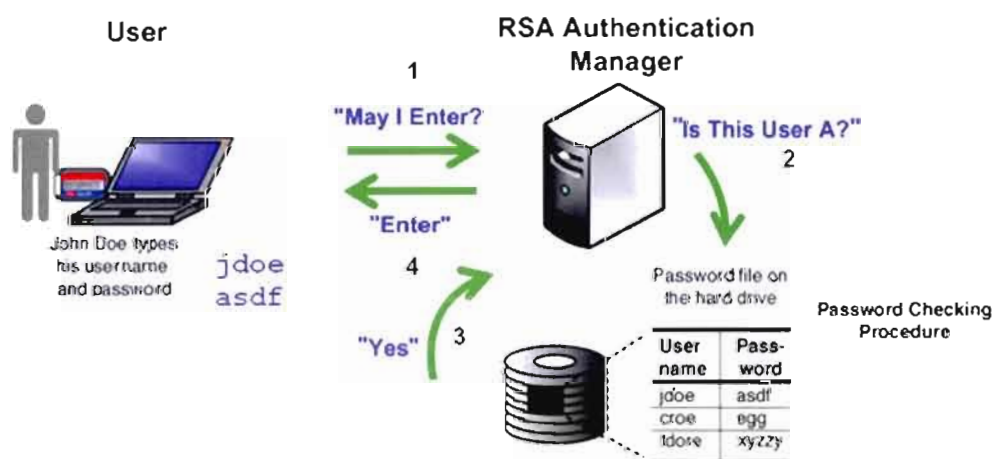 User
RSA Authentication
Manager
1
"May I Enter?
"Is This User A?"
2
"Enter"
4
John Doe types
his username
and password
jdoe
asdf
"Yes"
3
Password file on
the hard drive
Password Checking
Procedure
User
name
Pass-
word
jdoe
asdf
croe
egg
xyzzy